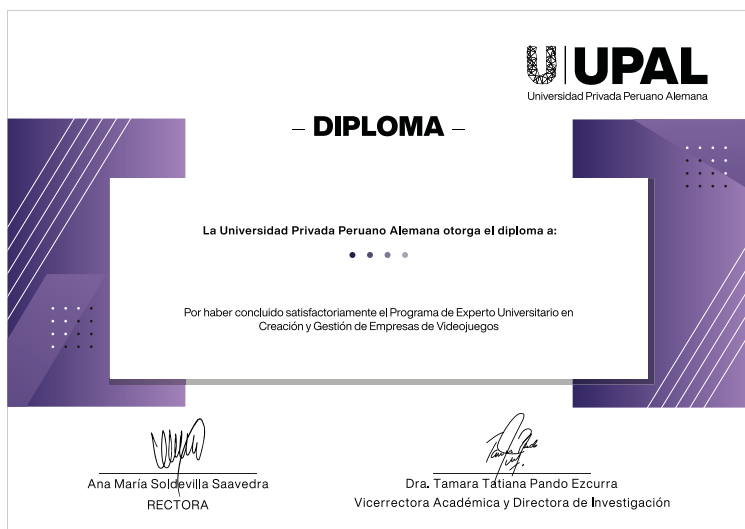 UPAL
Universidad Privada Peruano Alemana
– DIPLOMA –
La Universidad Privada Peruano Alemana otorga el diploma a:
Por haber concluido satisfactoriamente el Programa de Experto Universitario en
Creación y Gestión de Empresas de Videojuegos
Ana María Soldevilla Saavedra
RECTORA
Dra. Tamara Tatiana Pando Ezcurra
Vicerrectora Académica y Directora de Investigación